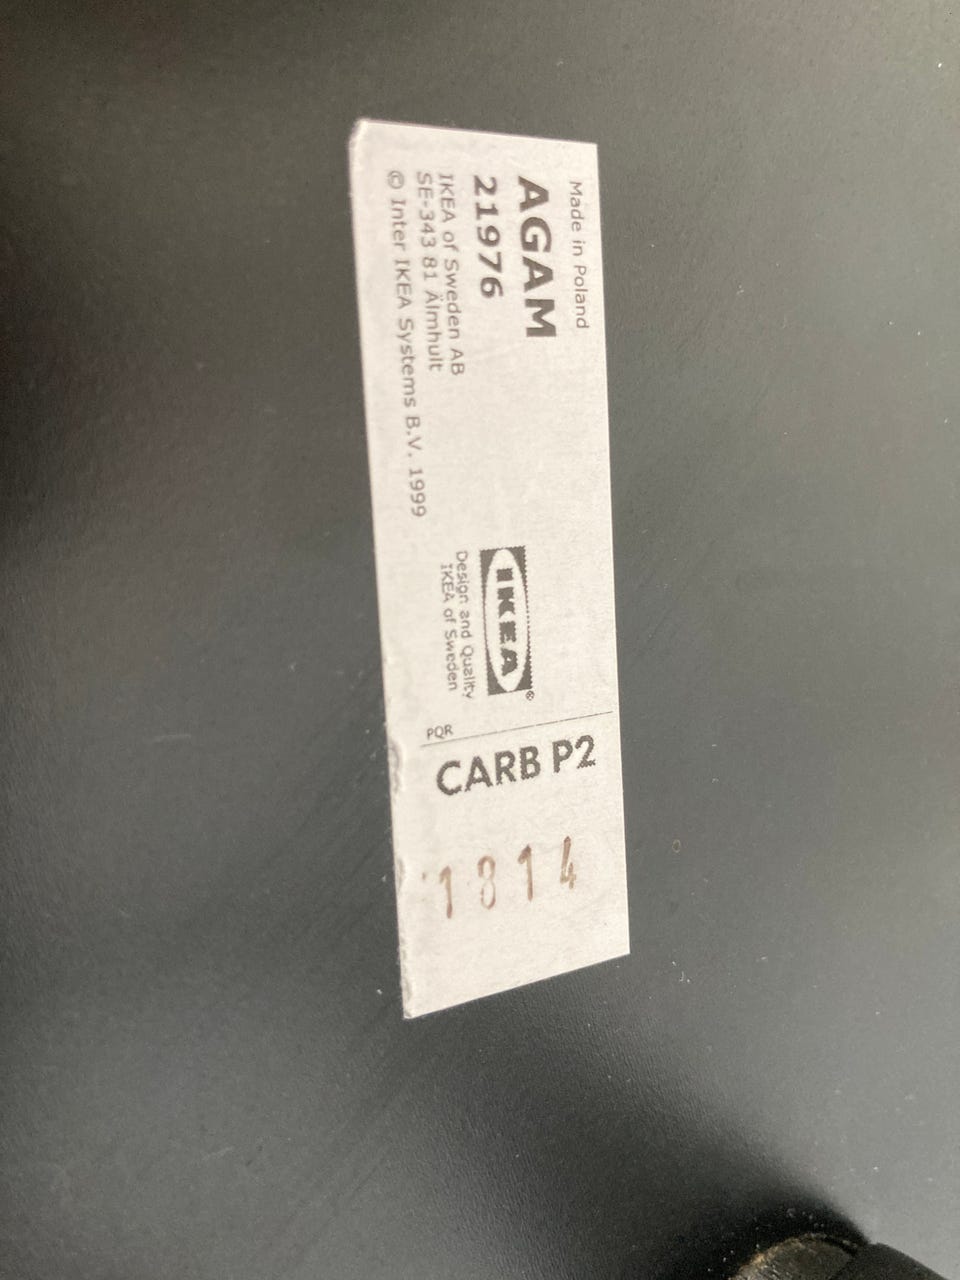 Made in Poland
AGAM
21976
IKEA of Sweden AB
SE-343 81 Älmhult
© Inter IKEA Systems B.V. 1999
IKEA®
Design and Quality
IKEA of Sweden
PQR
CARB P2
1814